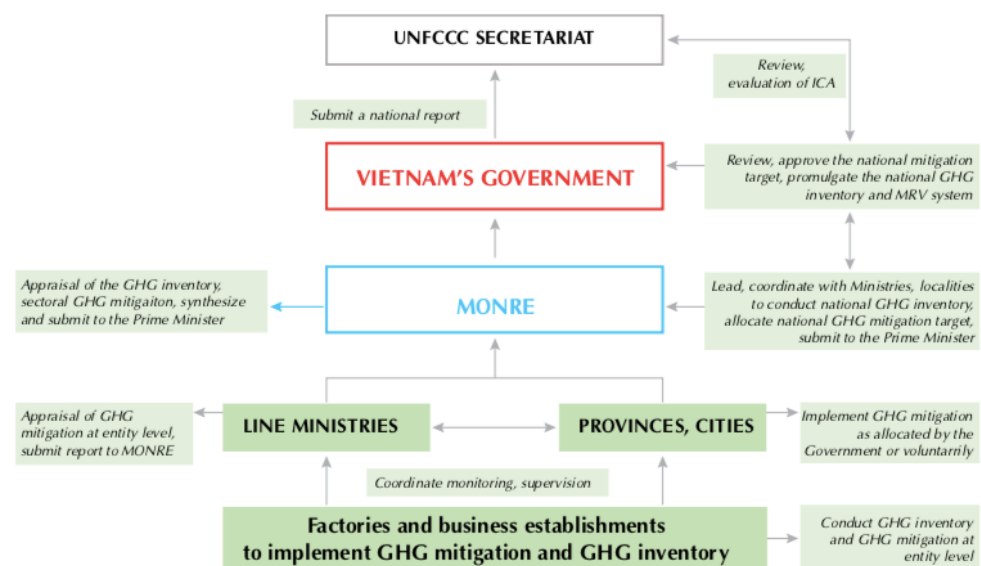 UNFCCC SECRETARIAT
Review,
evaluation of ICA
Submit a national report
VIETNAM'S GOVERNMENT
Review, approve the national mitigation
target, promulgate the national GHG
inventory and MRV system
Appraisal of the GHG inventory,
sectoral GHG mitigaiton, synthesize
and submit to the Prime Minister
MONRE
Lead, coordinate with Ministries, localities
to conduct national GHG inventory,
allocate national GHG mitigation target,
submit to the Prime Minister
Appraisal of GHG
mitigation at entity level,
submit report to MONRE
LINE MINISTRIES
PROVINCES, CITIES
Implement GHG mitigation
as allocated by the
Government or voluntarrily
Coordinate monitoring, supervision
Factories and business establishments
to implement GHG mitigation and GHG inventory
Conduct GHG inventory
and GHG mitigation at
entity level